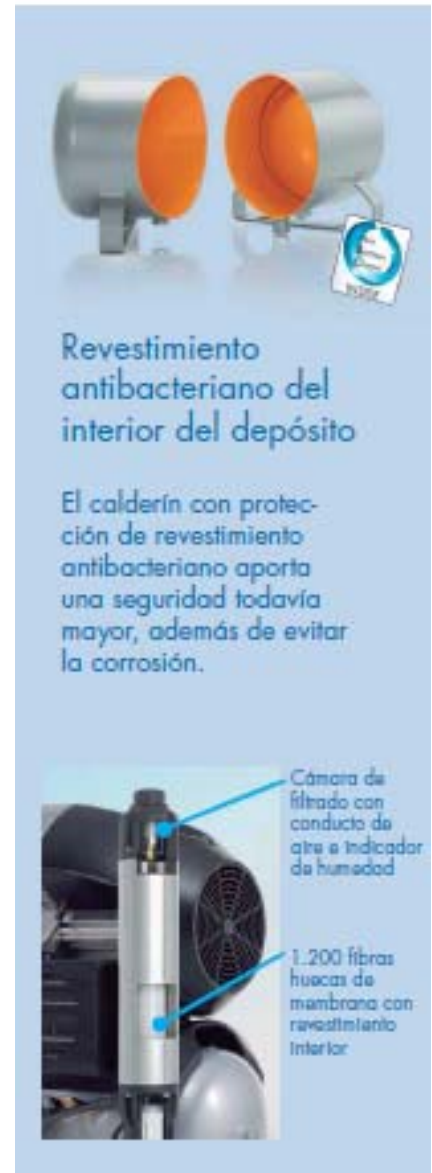 Revestimiento
antibacteriano del
interior del depósito
El calderín con protec-
ción de revestimiento
antibacteriano aporta
una seguridad todavía
mayor, además de evitar
la corrosión.
Cámara de
filtrado con
conducto de
aire e indicador
de humedad
1.200 fibras
huecas de
membrana con
revestimiento
interior